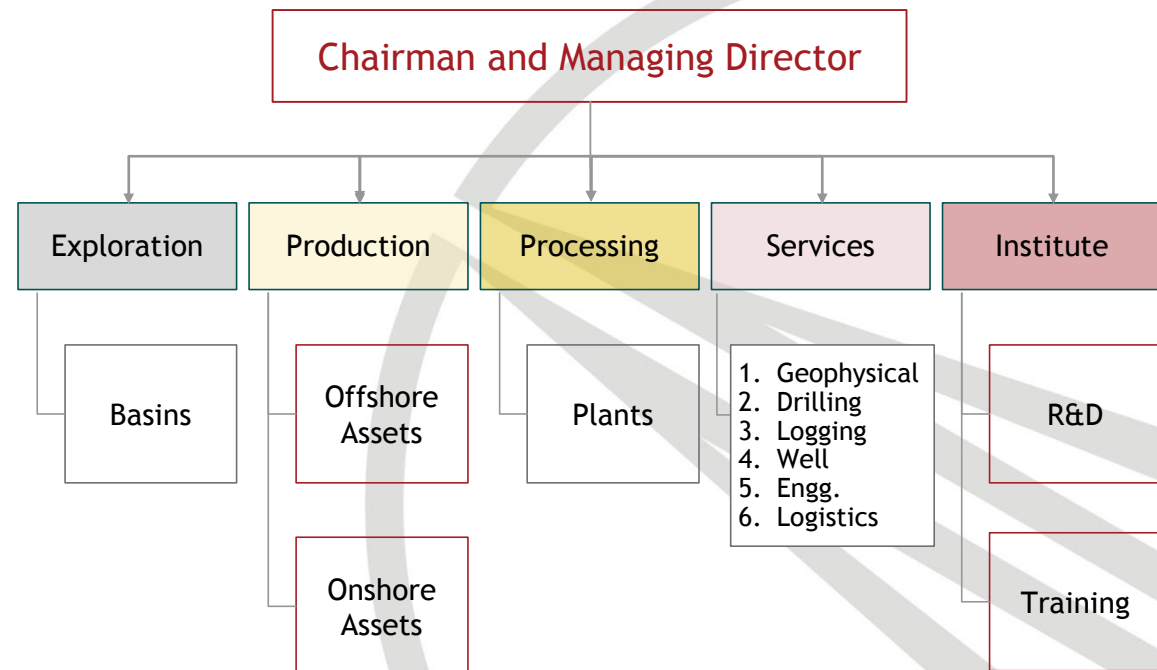 Chairman and Managing Director
Exploration
Production
Processing
Services
Institute
Basins
Offshore
Assets
Plants
1. Geophysical
2. Drilling
3. Logging
4. Well
5. Engg.
6. Logistics
R&D
Onshore
Assets
Training